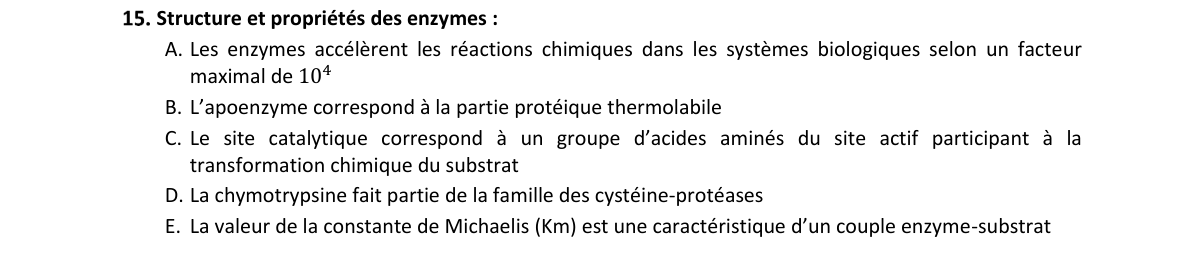 15. Structure et propriétés des enzymes :
A. Les enzymes accélèrent les réactions chimiques dans les systèmes biologiques selon un facteur
maximal de 10⁴
B. L’apoenzyme correspond à la partie protéique thermolabile
C. Le site catalytique correspond à un groupe d’acides aminés du site actif participant à la
transformation chimique du substrat
D. La chymotrypsine fait partie de la famille des cystéine-protéases
E. La valeur de la constante de Michaelis (Km) est une caractéristique d’un couple enzyme-substrat